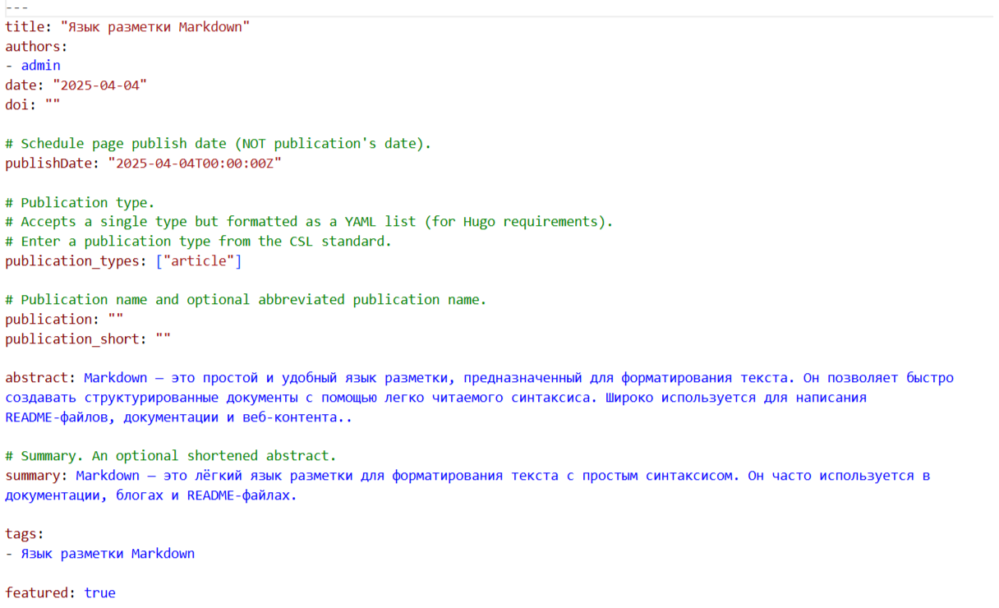 ---
title: "Язык разметки Markdown"
authors:
- admin
date: "2025-04-04"
doi: ""

# Schedule page publish date (NOT publication's date).
publishDate: "2025-04-04T00:00:00Z"

# Publication type.
# Accepts a single type but formatted as a YAML list (for Hugo requirements).
# Enter a publication type from the CSL standard.
publication_types: ["article"]

# Publication name and optional abbreviated publication name.
publication: ""
publication_short: ""

abstract: Markdown — это простой и удобный язык разметки, предназначенный для форматирования текста. Он позволяет быстро
создавать структурированные документы с помощью легко читаемого синтаксиса. Широко используется для написания
README-файлов, документации и веб-контента..

# Summary. An optional shortened abstract.
summary: Markdown — это лёгкий язык разметки для форматирования текста с простым синтаксисом. Он часто используется в
документации, блогах и README-файлах.

tags:
- Язык разметки Markdown

featured: true